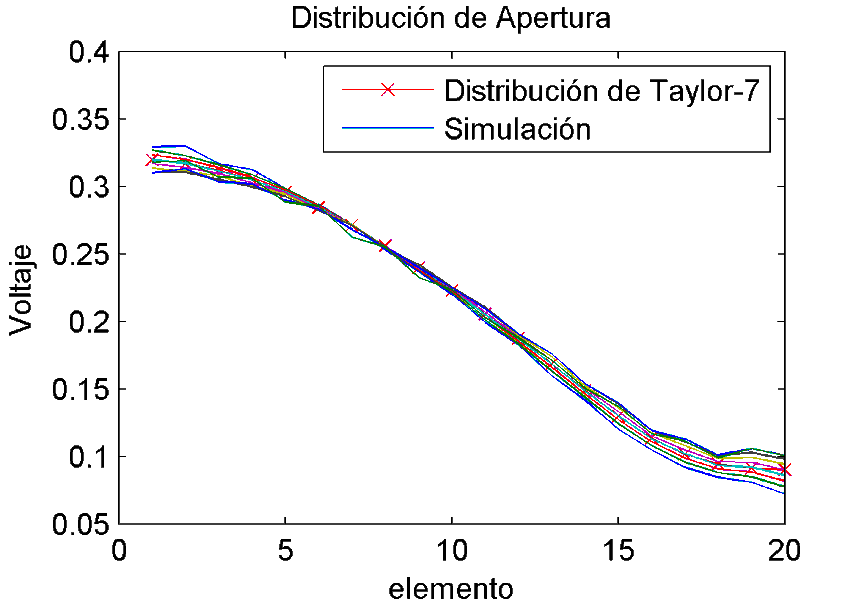 Distribución de Apertura
0.4
0.35
0.3
0.25
0.2
0.15
0.1
0.05
Voltaje
Distribución de Taylor-7
Simulación
0 5 10 15 20
elemento